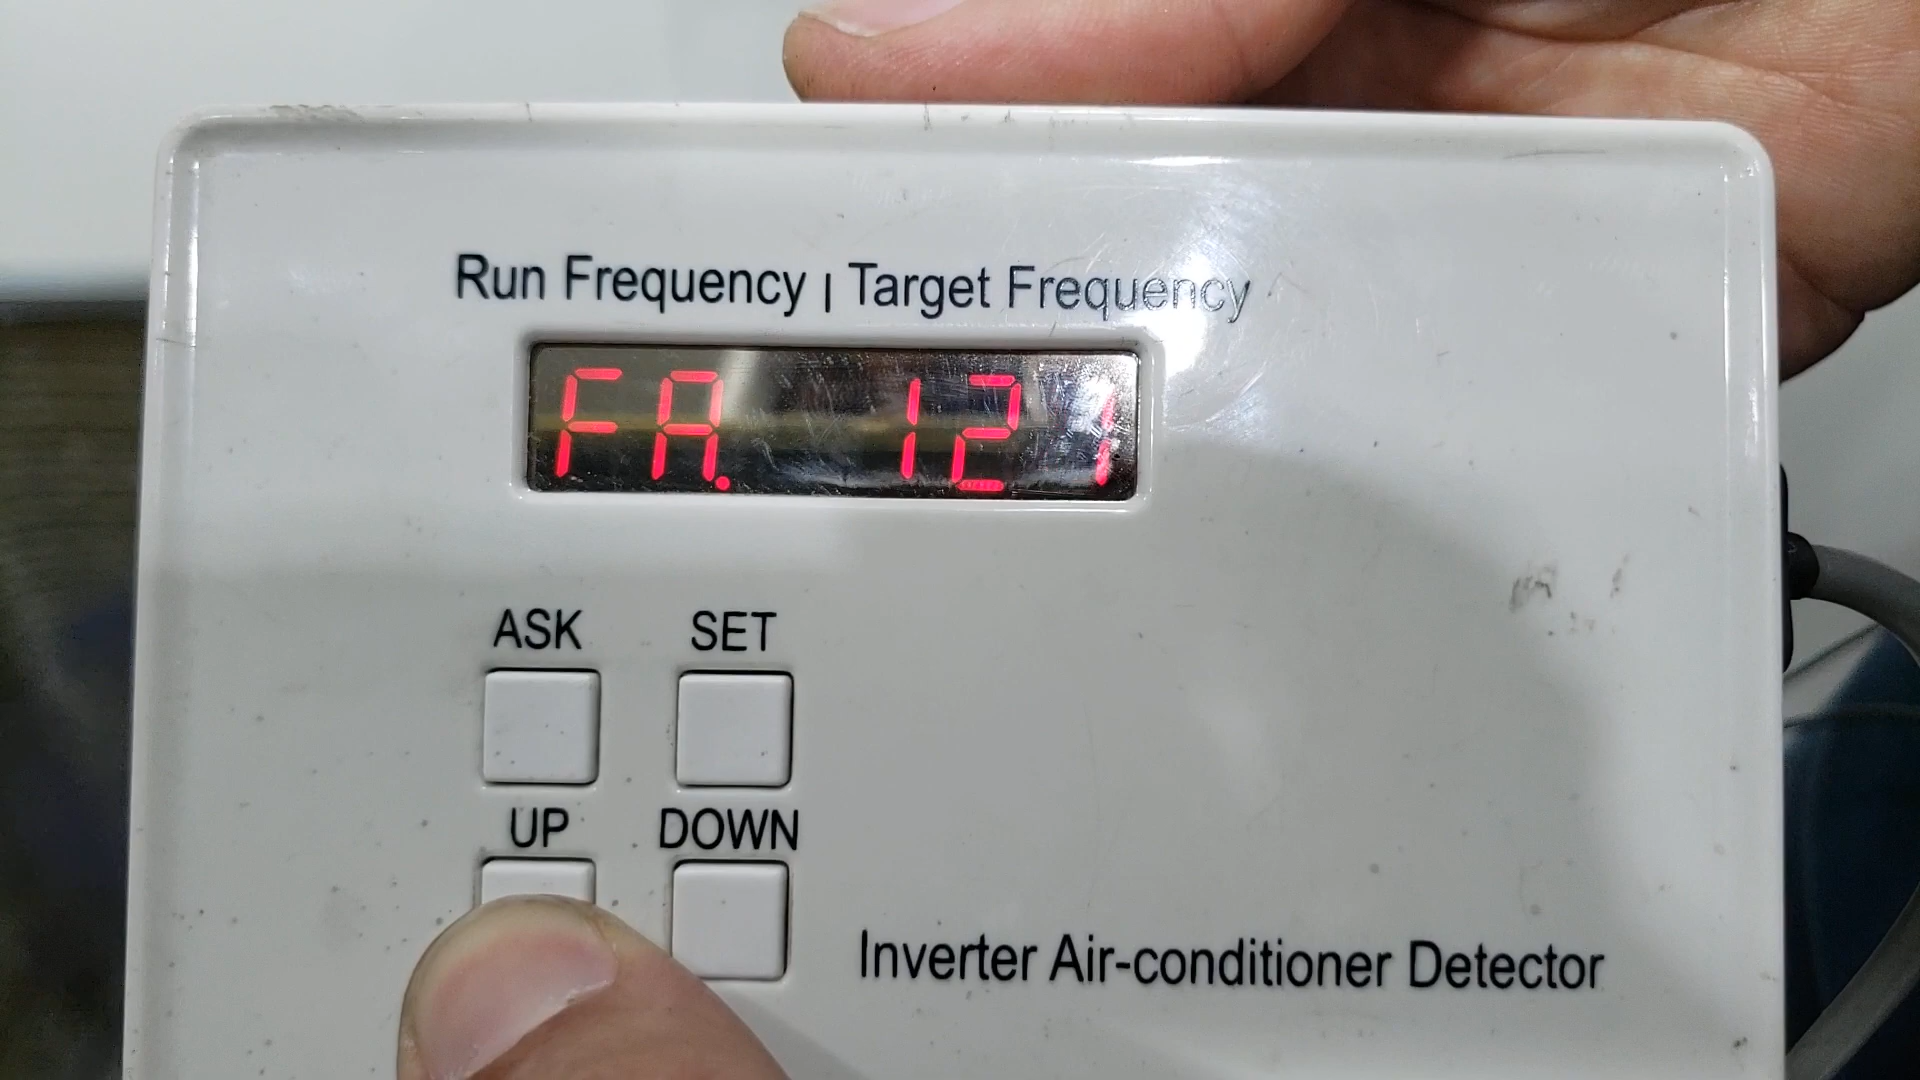 Run Frequency | Target Frequency
FA. 121
ASK SET
UP DOWN
Inverter Air-conditioner Detector